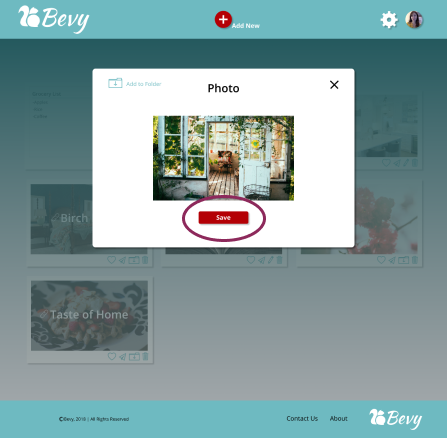 Bevy
Add New
Add to Folder
Photo
Save
Birch
Taste of Home
©Bevy, 2018 | All Rights Reserved
Contact Us
About
Bevy